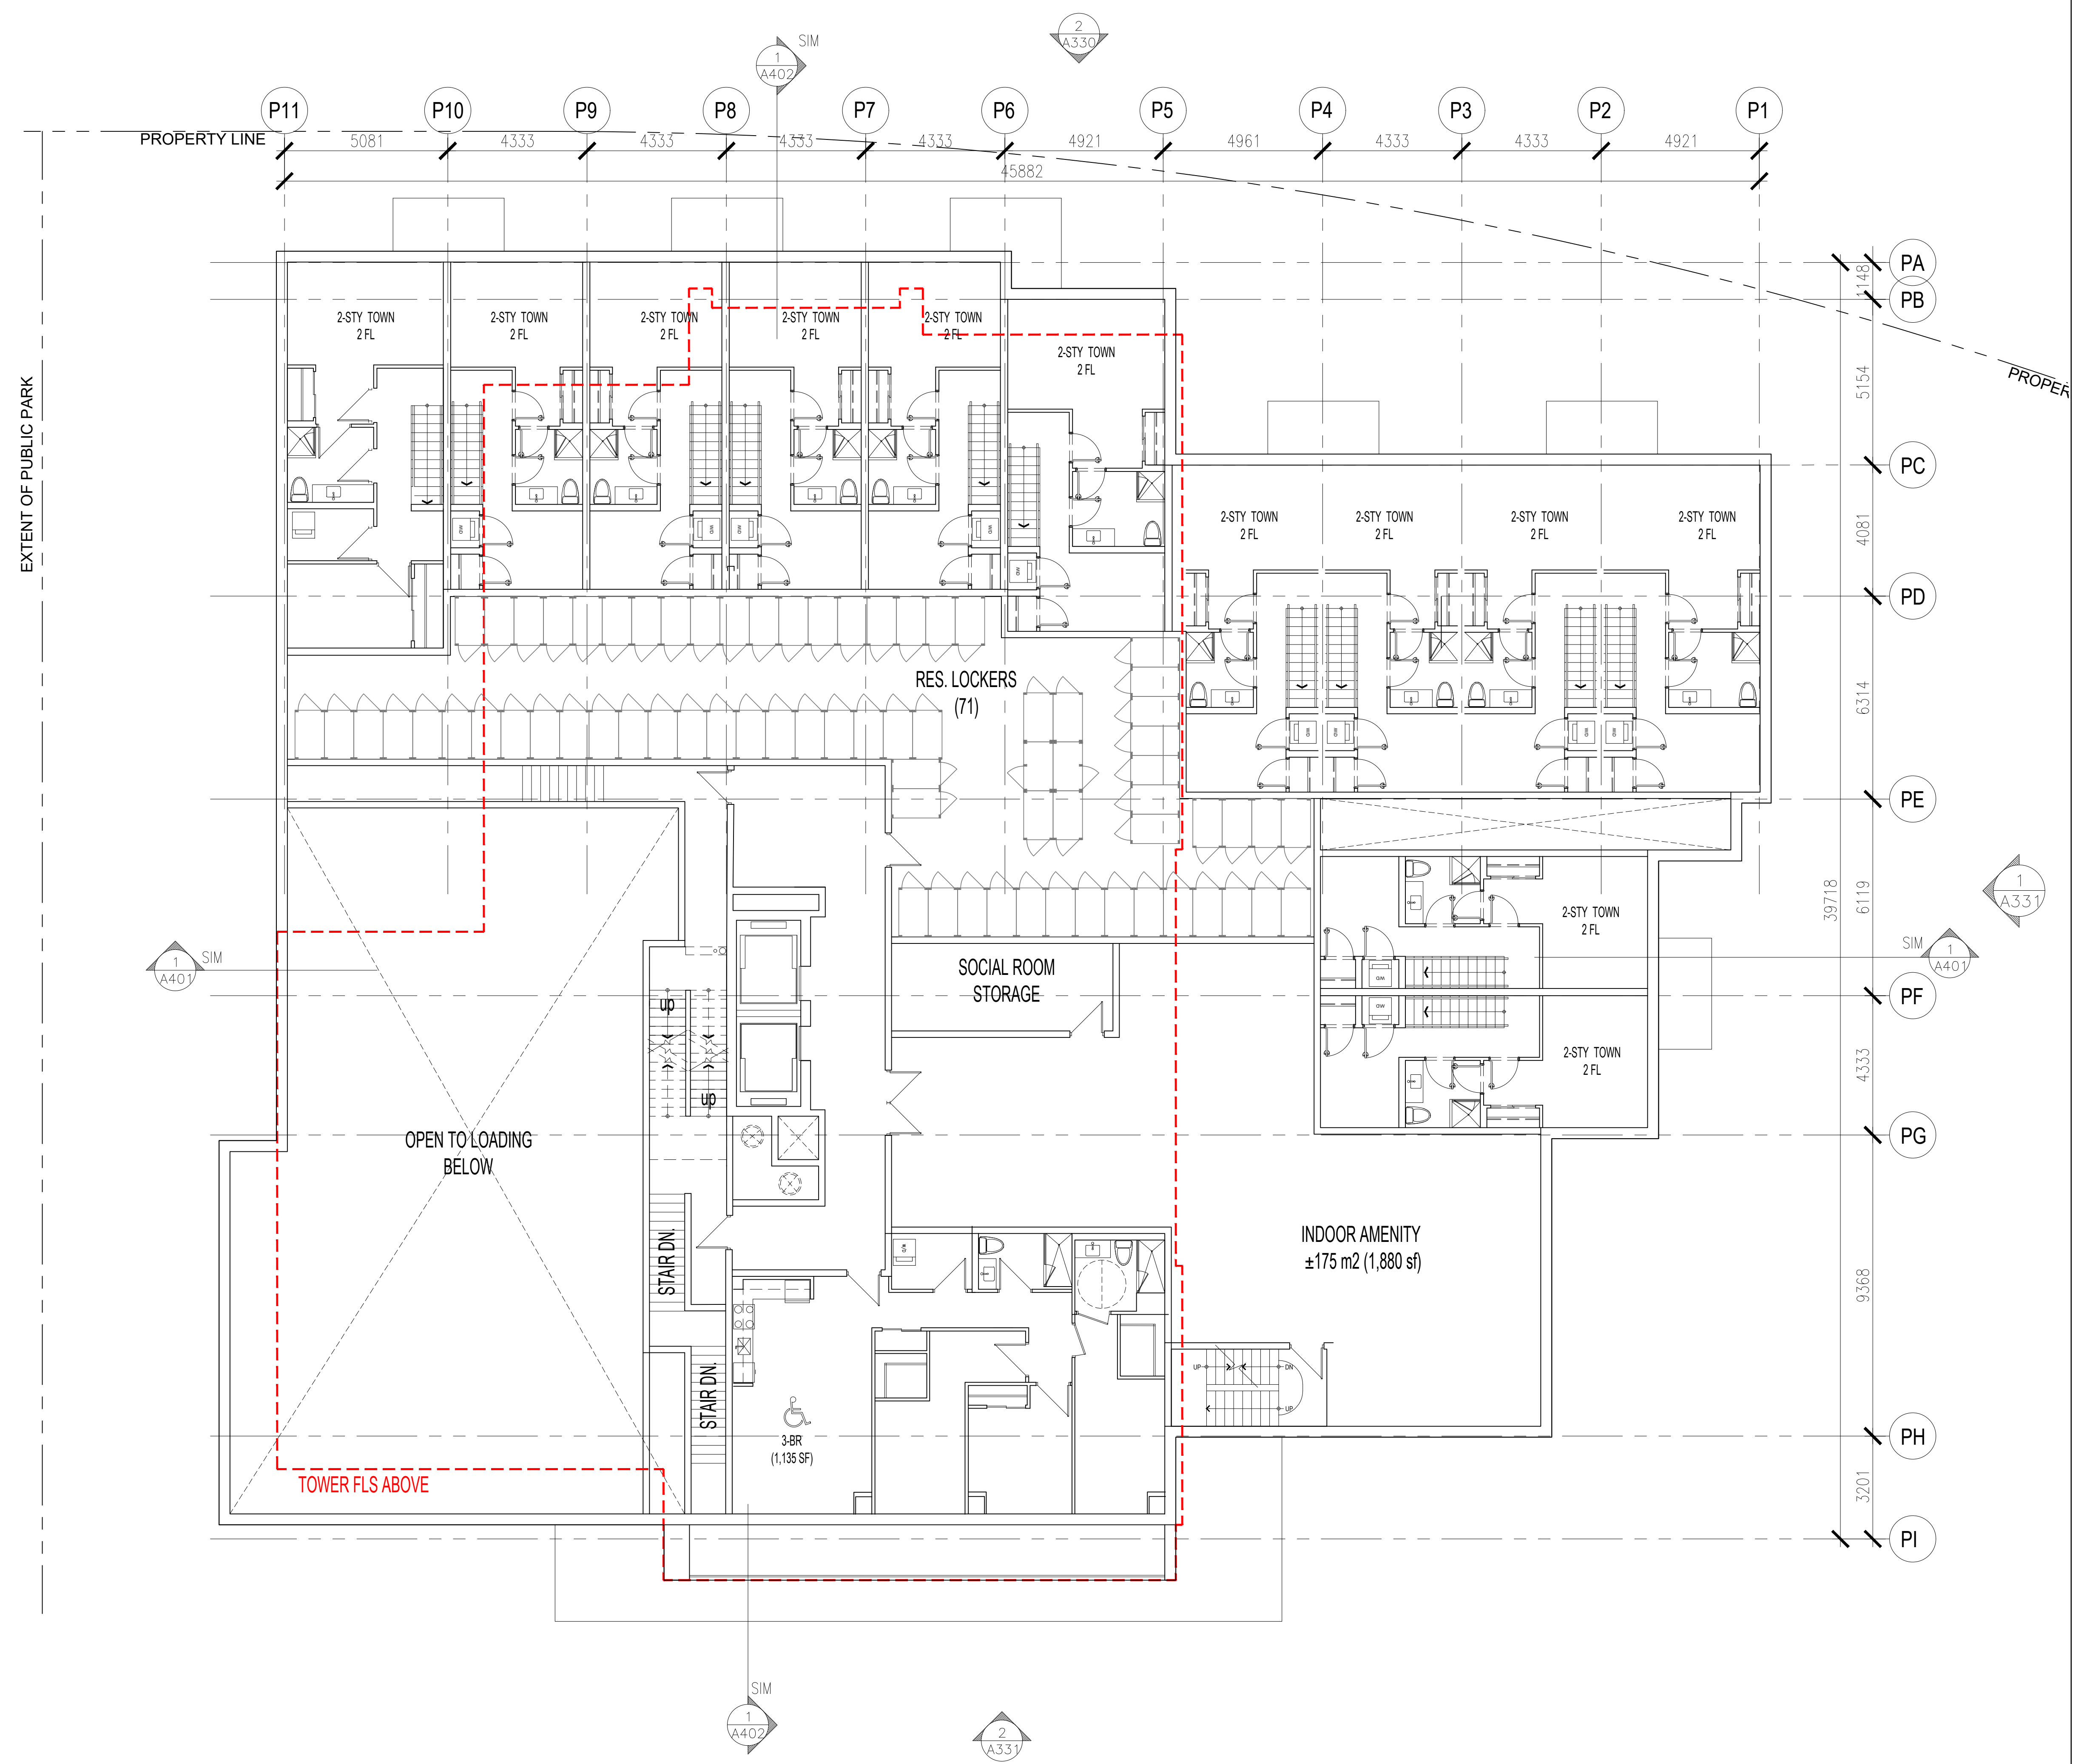 2
A330
SIM
1
A402
P11
P10
P9
P8
P7
P6
P5
P4
P3
P2
P1
PROPERTY LINE
5081
4333
4333
4333
4333
4921
4961
4333
4333
4921
45882
PA
1148
PB
2-STY TOWN
2 FL
2-STY TOWN
2 FL
2-STY TOWN
2 FL
2-STY TOWN
2 FL
2-STY TOWN
2 FL
2-STY TOWN
2 FL
EXTENT OF PUBLIC PARK
5154
PROPER
PC
2-STY TOWN
2 FL
2-STY TOWN
2 FL
2-STY TOWN
2 FL
2-STY TOWN
2 FL
4081
W/D
W/D
W/D
W/D
W/D
PD
RES. LOCKERS
(71)
6314
W/D
W/D
W/D
W/D
PE
39718
6119
1
A331
2-STY TOWN
2 FL
SIM
1
A401
SIM
1
A401
SOCIAL ROOM
STORAGE
W/D
W/D
up
PF
2-STY TOWN
2 FL
4333
up
PG
OPEN TO LOADING
BELOW
INDOOR AMENITY
±175 m2 (1,880 sf)
STAIR DN.
W/D
9368
UP
DN
UP
STAIR DN.
3-BR
(1,135 SF)
PH
TOWER FLS ABOVE
3201
PI
SIM
1
A402
2
A331